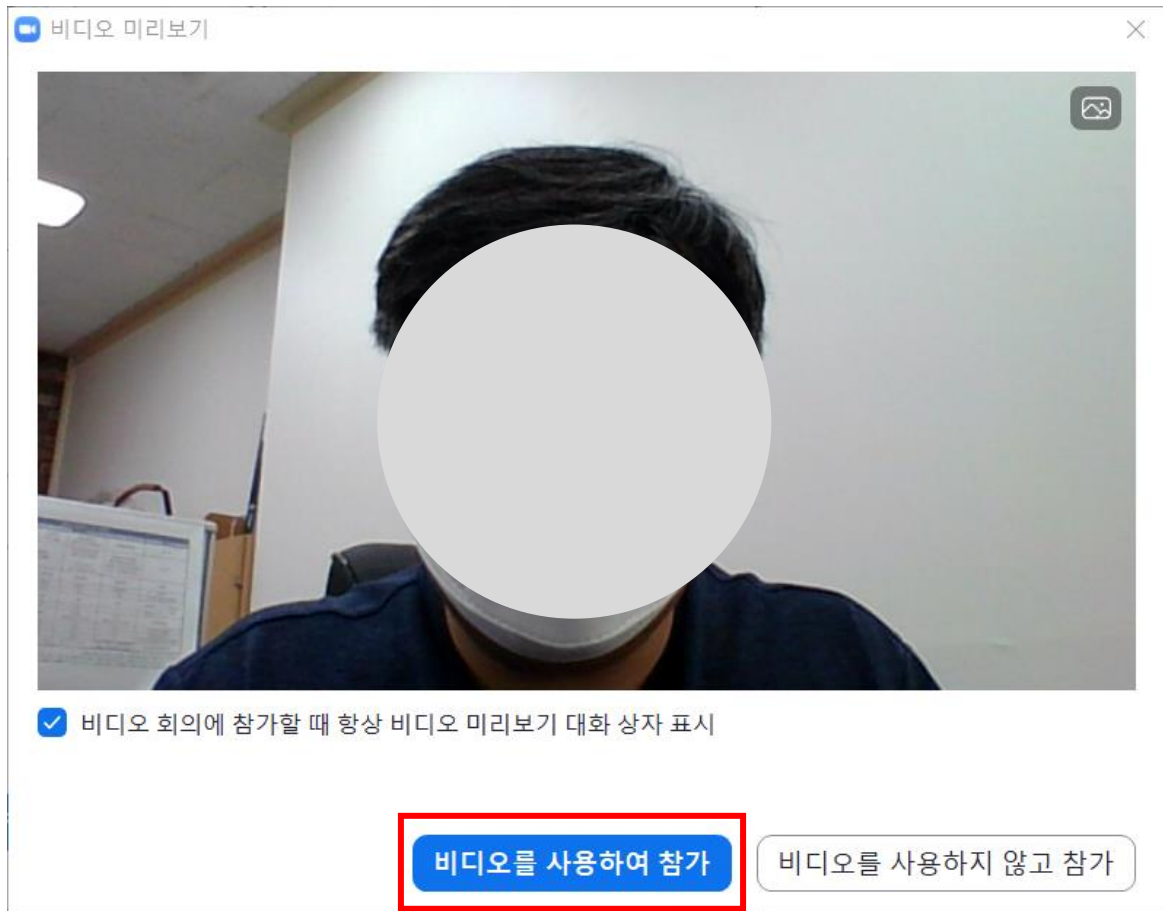 비디오 미리보기
비디오 회의에 참가할 때 항상 비디오 미리보기 대화 상자 표시
비디오를 사용하여 참가
비디오를 사용하지 않고 참가